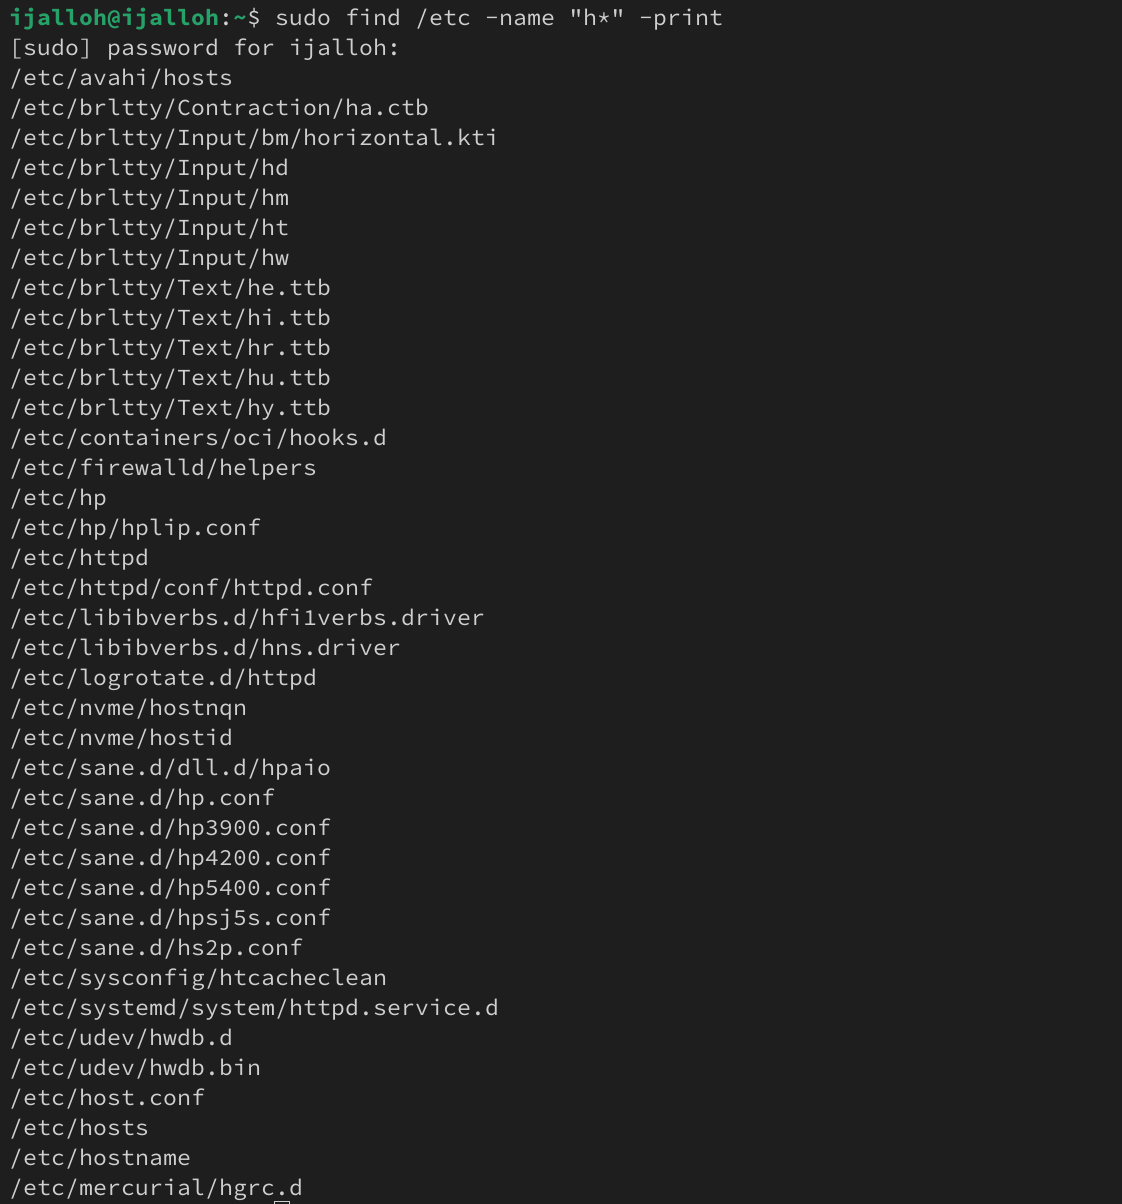 ijalloh@ijalloh:~$ sudo find /etc -name "h*" -print
[sudo] password for ijalloh:
/etc/avahi/hosts
/etc/brltty/Contraction/ha.ctb
/etc/brltty/Input/bm/horizontal.kti
/etc/brltty/Input/hd
/etc/brltty/Input/hm
/etc/brltty/Input/ht
/etc/brltty/Input/hw
/etc/brltty/Text/he.ttb
/etc/brltty/Text/hi.ttb
/etc/brltty/Text/hr.ttb
/etc/brltty/Text/hu.ttb
/etc/brltty/Text/hy.ttb
/etc/containers/oci/hooks.d
/etc/firewalld/helpers
/etc/hp
/etc/hp/hplip.conf
/etc/httpd
/etc/httpd/conf/httpd.conf
/etc/libibverbs.d/hfi1verbs.driver
/etc/libibverbs.d/hns.driver
/etc/logrotate.d/httpd
/etc/nvme/hostnqn
/etc/nvme/hostid
/etc/sane.d/dll.d/hpaio
/etc/sane.d/hp.conf
/etc/sane.d/hp3900.conf
/etc/sane.d/hp4200.conf
/etc/sane.d/hp5400.conf
/etc/sane.d/hpsj5s.conf
/etc/sane.d/hs2p.conf
/etc/sysconfig/htcacheclean
/etc/systemd/system/httpd.service.d
/etc/udev/hwdb.d
/etc/udev/hwdb.bin
/etc/host.conf
/etc/hosts
/etc/hostname
/etc/mercurial/hgrc.d